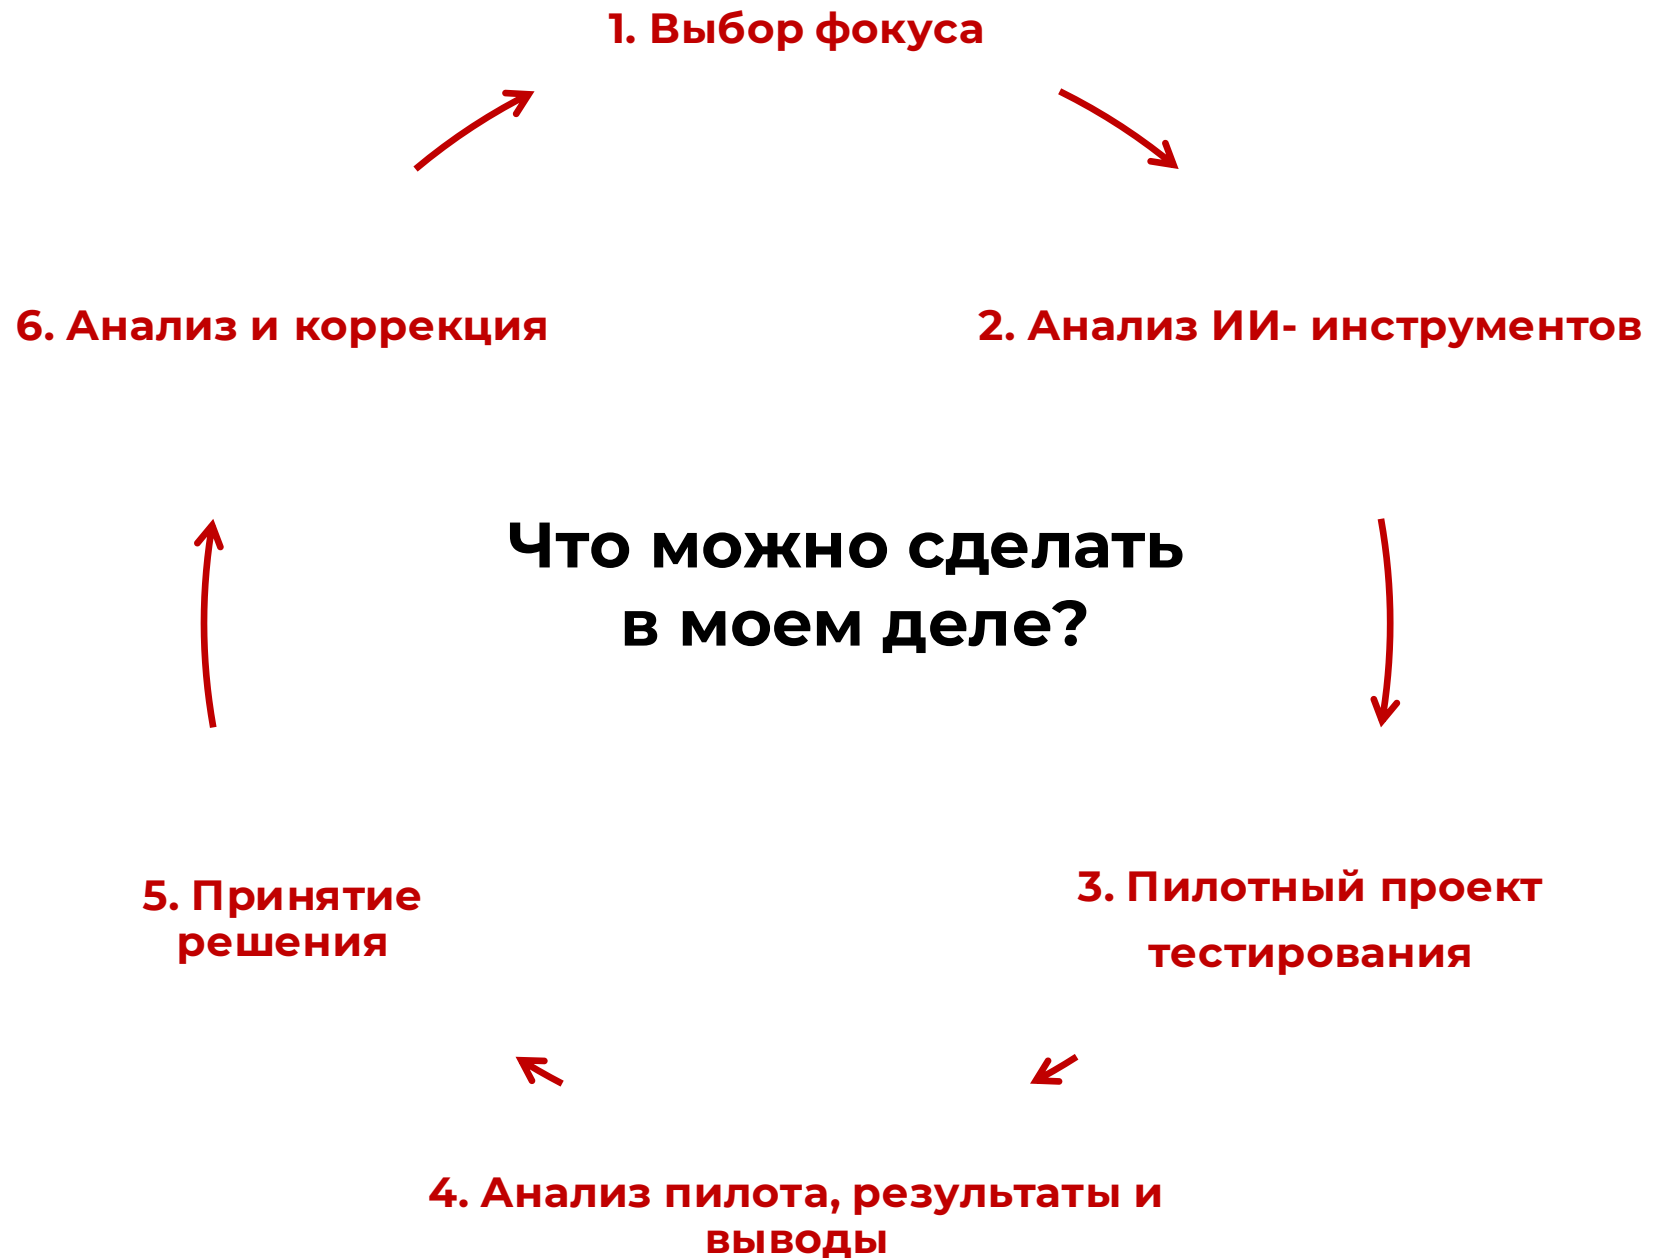 1. Выбор фокуса
2. Анализ ИИ- инструментов
3. Пилотный проект
тестирования
4. Анализ пилота, результаты и
выводы
5. Принятие
решения
6. Анализ и коррекция
Что можно сделать
в моем деле?